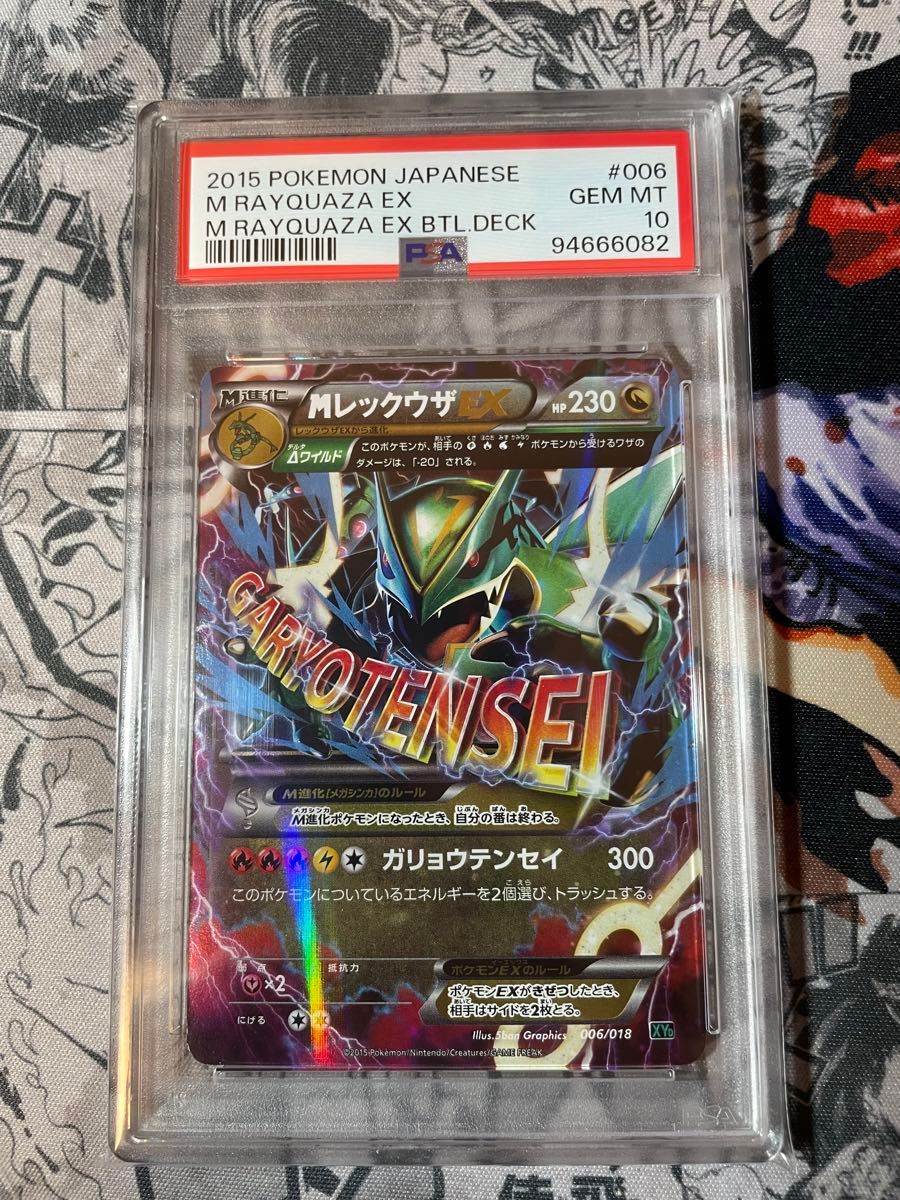 2015 POKEMON JAPANESE #006
M RAYQUAZA EX GEM MT
M RAYQUAZA EX BTL.DECK 10
PSA 94666082
M進化
MレックウザEX HP230
レックウザEXから進化
デルタ
Δワイルド
このポケモンが、相手の ポケモンから受けるワザの
ダメージは、「-20」される。
GARYOTENSEI
M進化[メガシンカ]のルール
M進化ポケモンになったとき、自分の番は終わる。
ガリョウテンセイ 300
このポケモンについているエネルギーを2個選び、トラッシュする。
弱点 ×2 抵抗力
にげる
ポケモンEXのルール
ポケモンEXがきぜつしたとき、
相手はサイドを2枚とる。
Illus.5ban Graphics 006/018 XYD
©2015 Pokémon/Nintendo/Creatures/GAME FREAK